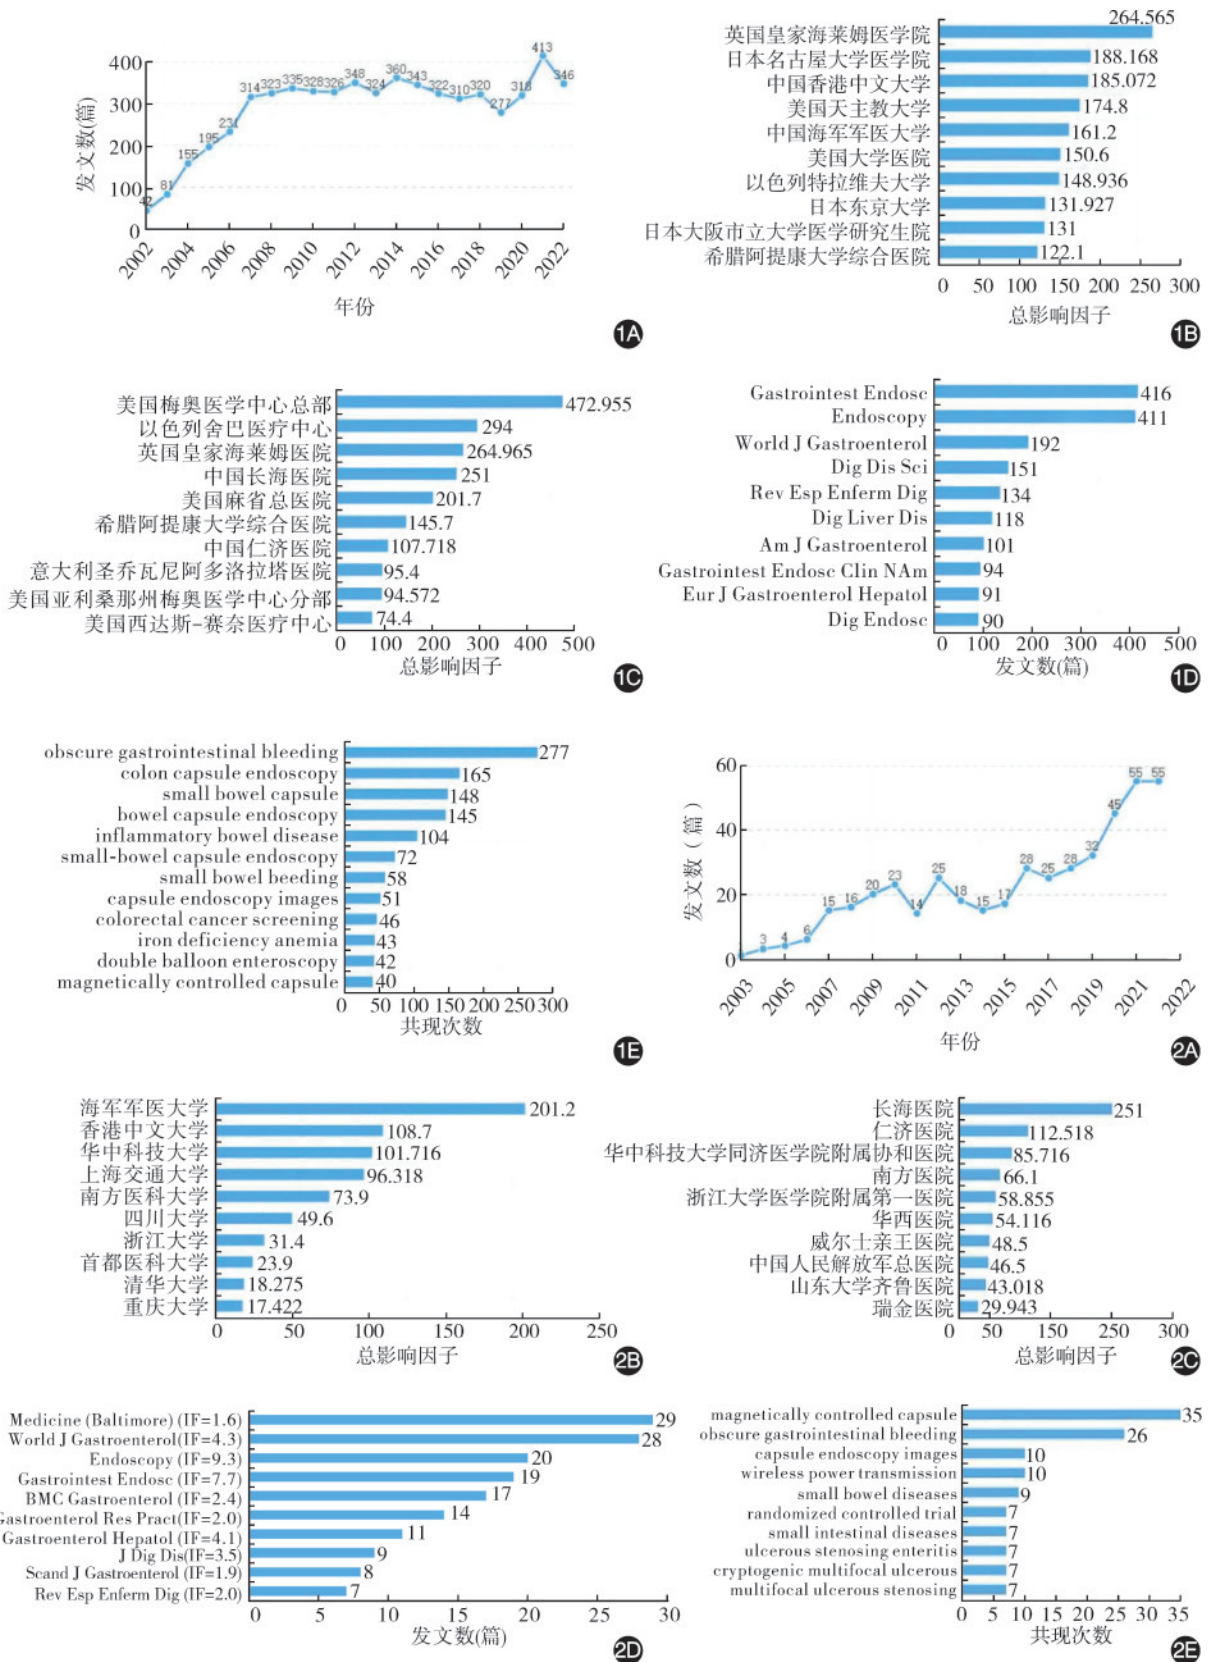 413
400
348
360
343
346
314
323
335
328
326
324
322
310
320
318
300
277
231
200
195
155
100
81
42
0
发文数(篇)
2002
2004
2006
2008
2010
2012
2014
2016
2018
2020
2022
年份
1A
264.565
英国皇家海莱姆医学院
日本名古屋大学医学院 188.168
中国香港中文大学 185.072
美国天主教大学 174.8
中国海军军医大学 161.2
美国大学医院 150.6
以色列特拉维夫大学 148.936
日本东京大学 131.927
日本大阪市立大学医学研究生院 131
希腊阿提康大学综合医院 122.1
0 50 100 150 200 250 300
总影响因子
1B
美国梅奥医学中心总部 472.955
以色列舍巴医疗中心 294
英国皇家海莱姆医院 264.965
中国长海医院 251
美国麻省总医院 201.7
希腊阿提康大学综合医院 145.7
中国仁济医院 107.718
意大利圣乔瓦尼阿多洛拉塔医院 95.4
美国亚利桑那州梅奥医学中心分部 94.572
美国西达斯-赛奈医疗中心 74.4
0 100 200 300 400 500
总影响因子
1C
Gastrointest Endosc 416
Endoscopy 411
World J Gastroenterol 192
Dig Dis Sci 151
Rev Esp Enferm Dig 134
Dig Liver Dis 118
Am J Gastroenterol 101
Gastrointest Endosc Clin NAm 94
Eur J Gastroenterol Hepatol 91
Dig Endosc 90
0 100 200 300 400 500
发文数(篇)
1D
obscure gastrointestinal bleeding 277
colon capsule endoscopy 165
small bowel capsule 148
bowel capsule endoscopy 145
inflammatory bowel disease 104
small-bowel capsule endoscopy 72
small bowel beeding 58
capsule endoscopy images 51
colorectal cancer screening 46
iron deficiency anemia 43
double balloon enteroscopy 42
magnetically controlled capsule 40
0 50 100 150 200 250 300
共现次数
1E
60
55 55
45
40
32
28
25
28
25
23
20
20
18
17
16
15
15
14
6
4
3
1
0
发文数(篇)
2003
2005
2007
2009
2011
2013
2015
2017
2019
2021
2022
年份
2A
海军军医大学 201.2
香港中文大学 108.7
华中科技大学 101.716
上海交通大学 96.318
南方医科大学 73.9
四川大学 49.6
浙江大学 31.4
首都医科大学 23.9
清华大学 18.275
重庆大学 17.422
0 50 100 150 200 250
总影响因子
2B
长海医院 251
仁济医院 112.518
华中科技大学同济医学院附属协和医院 85.716
南方医院 66.1
浙江大学医学院附属第一医院 58.855
华西医院 54.116
威尔士亲王医院 48.5
中国人民解放军总医院 46.5
山东大学齐鲁医院 43.018
瑞金医院 29.943
0 50 150 250 300
总影响因子
2C
Medicine (Baltimore) (IF=1.6) 29
World J Gastroenterol(IF=4.3) 28
Endoscopy (IF=9.3) 20
Gastrointest Endosc (IF=7.7) 19
BMC Gastroenterol (IF=2.4) 17
Gastroenterol Res Pract(IF=2.0) 14
Gastroenterol Hepatol (IF=4.1) 11
J Dig Dis(IF=3.5) 9
Scand J Gastroenterol (IF=1.9) 8
Rev Esp Enferm Dig (IF=2.0) 7
0 5 10 15 20 25 30
发文数(篇)
2D
magnetically controlled capsule 35
obscure gastrointestinal bleeding 26
capsule endoscopy images 10
wireless power transmission 10
small bowel diseases 9
randomized controlled trial 7
small intestinal diseases 7
ulcerous stenosing enteritis 7
cryptogenic multifocal ulcerous 7
multifocal ulcerous stenosing 7
0 5 10 15 20 25 30 35
共现次数
2E